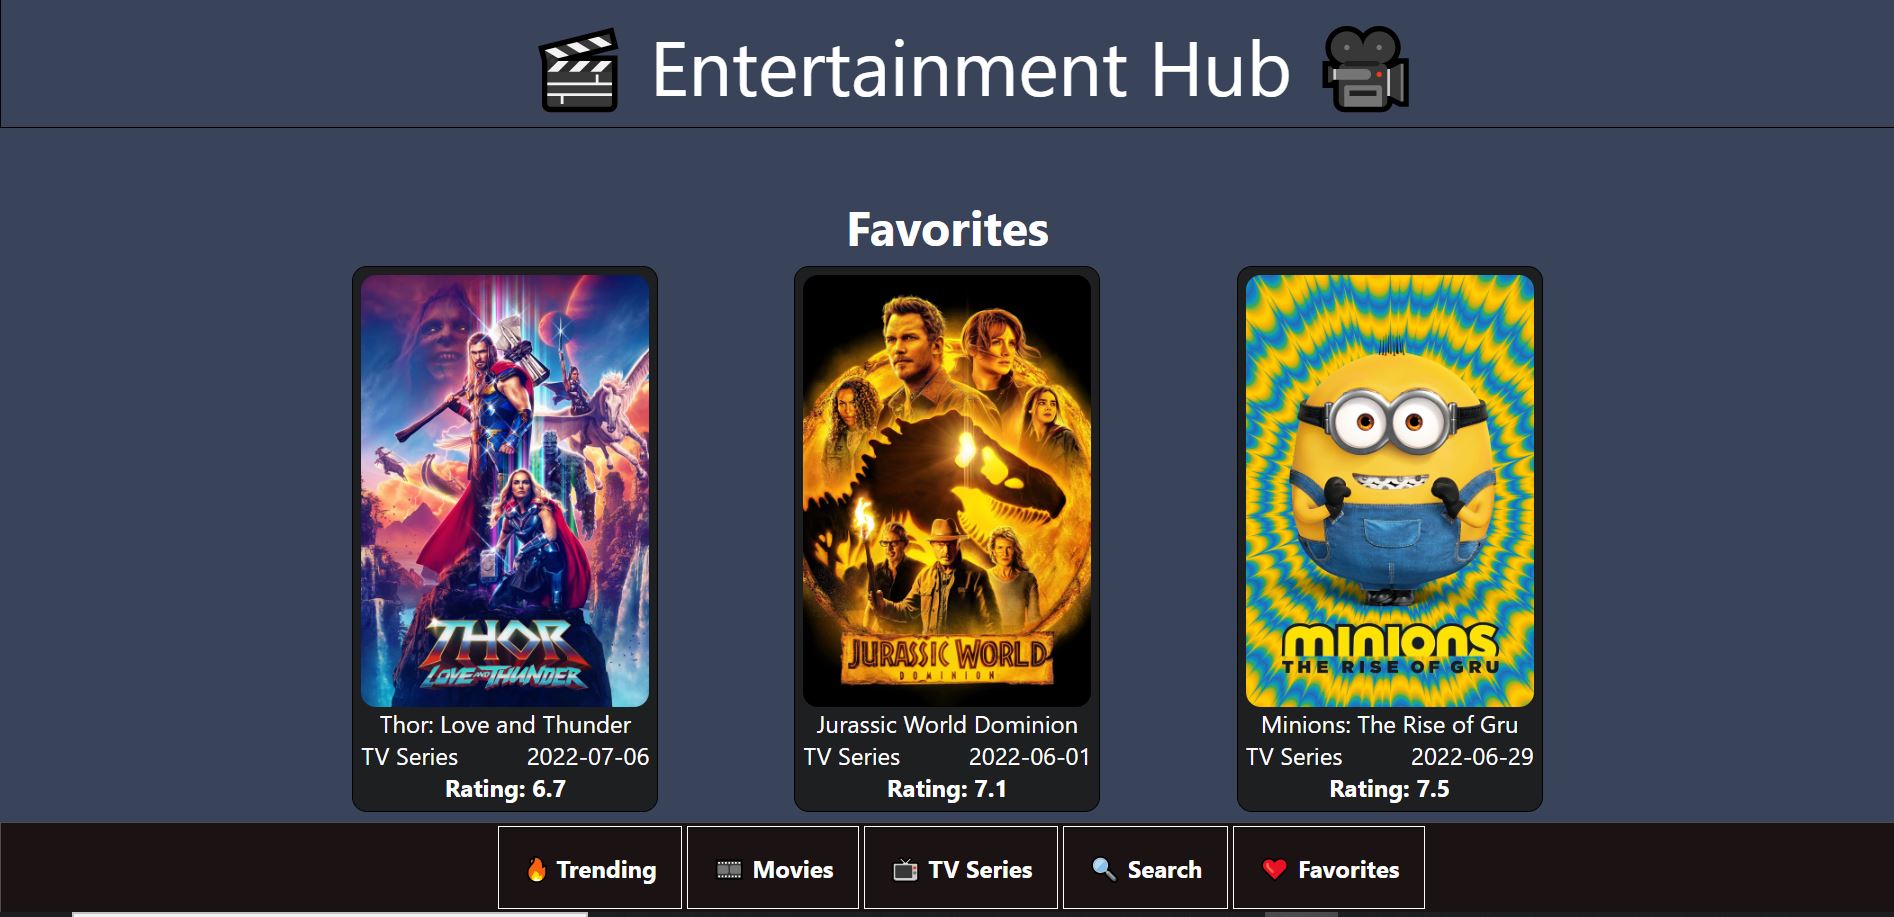 Entertainment Hub
Favorites
THOR
LOVE AND THUNDER
Thor: Love and Thunder
TV Series 2022-07-06
Rating: 6.7
JURASSIC WORLD
DOMINION
Jurassic World Dominion
TV Series 2022-06-01
Rating: 7.1
MINIONS
THE RISE OF GRU
Minions: The Rise of Gru
TV Series 2022-06-29
Rating: 7.5
Trending Movies TV Series Search Favorites